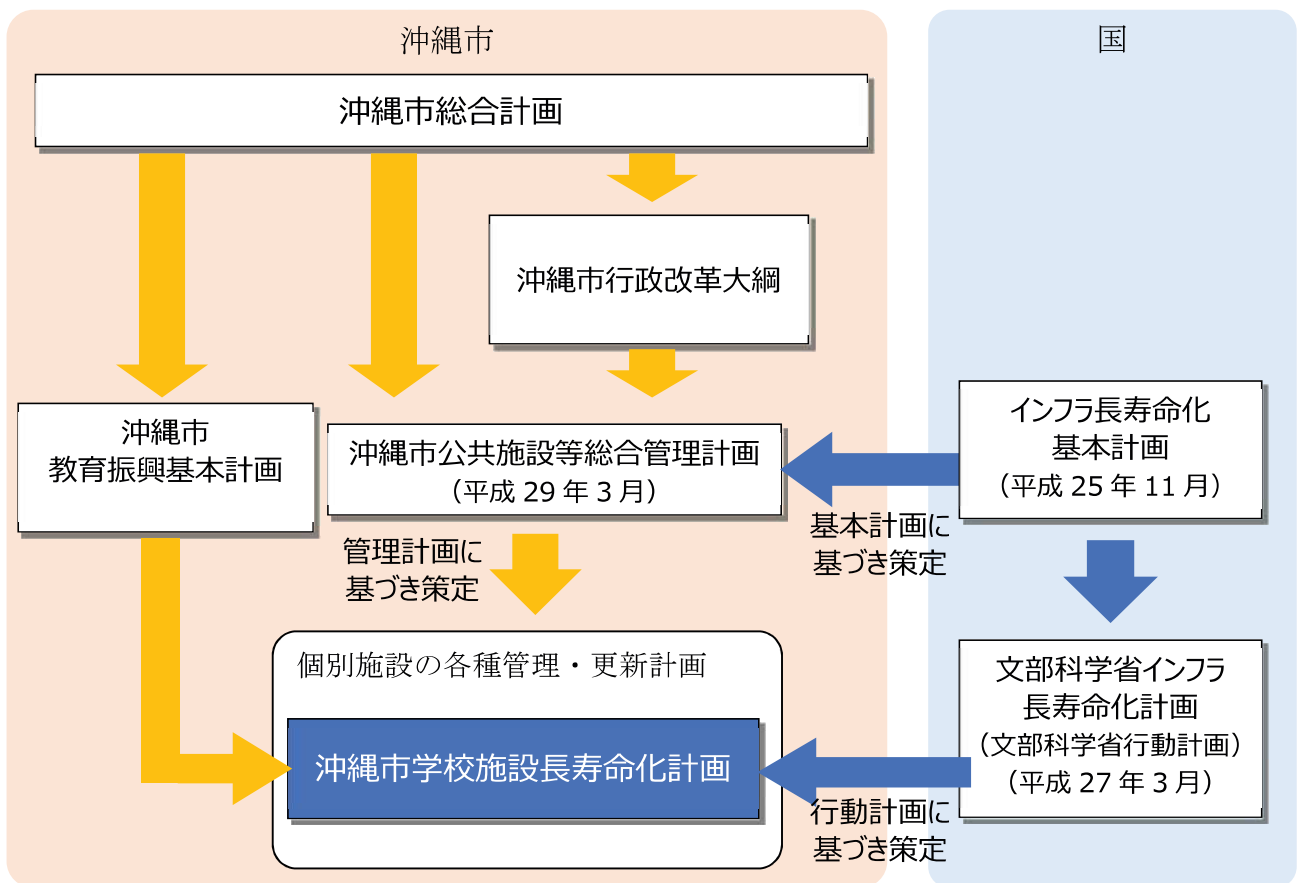 沖縄市
国
沖縄市総合計画
沖縄市行政改革大綱
沖縄市
教育振興基本計画
沖縄市公共施設等総合管理計画
（平成 29 年 3 月）
インフラ長寿命化
基本計画
（平成 25 年 11 月）
基本計画に
基づき策定
管理計画に
基づき策定
個別施設の各種管理・更新計画
沖縄市学校施設長寿命化計画
文部科学省インフラ
長寿命化計画
（文部科学省行動計画）
（平成 27 年 3 月）
行動計画に
基づき策定